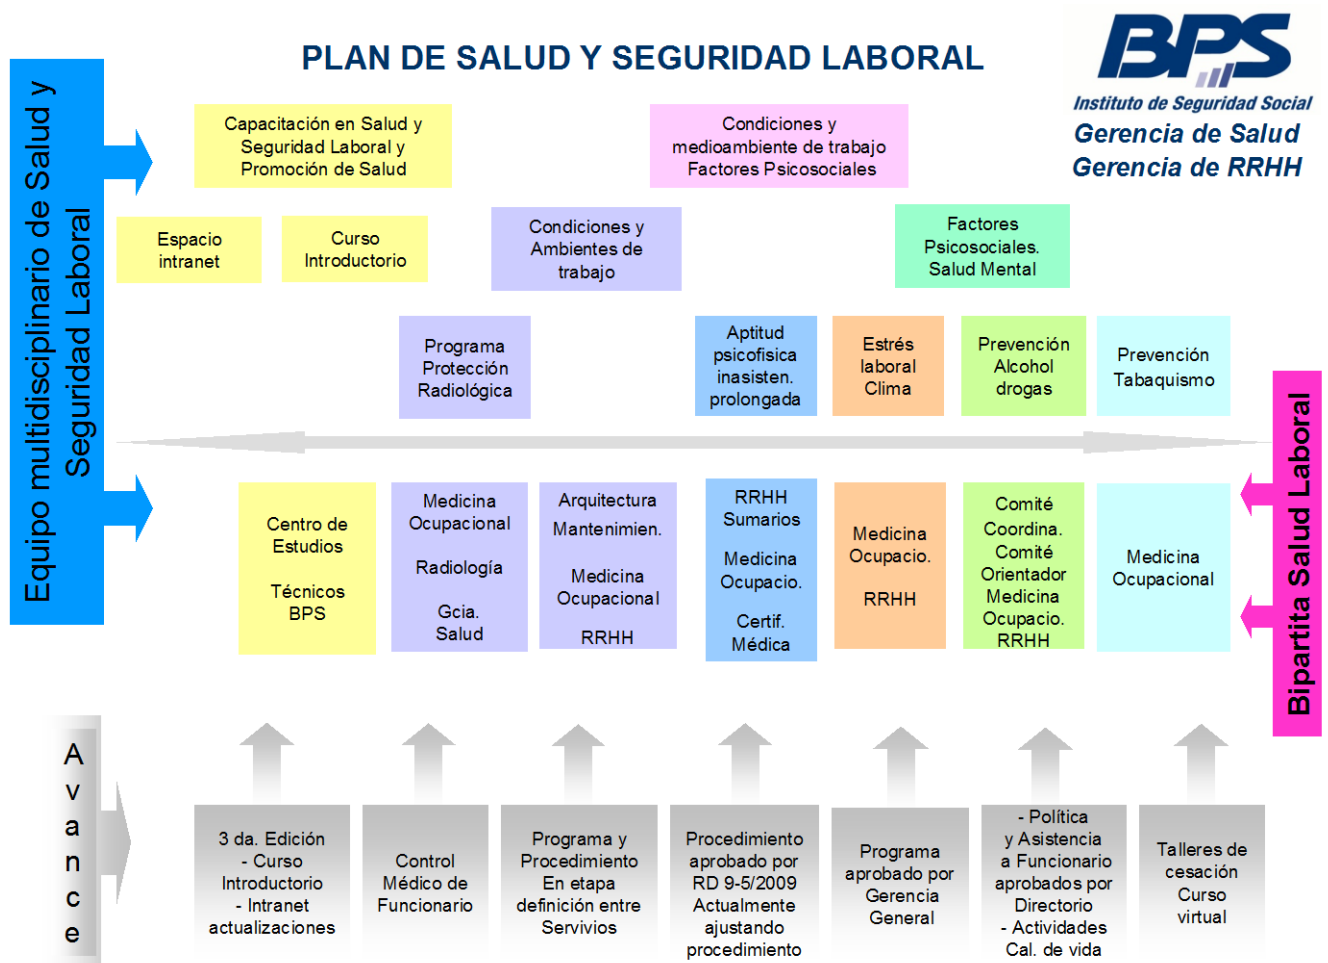 PLAN DE SALUD Y SEGURIDAD LABORAL
BPS
Instituto de Seguridad Social
Gerencia de Salud
Gerencia de RRHH
Equipo multidisciplinario de Salud y
Seguridad Laboral
Capacitación en Salud y
Seguridad Laboral y
Promoción de Salud
Condiciones y
medioambiente de trabajo
Factores Psicosociales
Espacio
intranet
Curso
Introductorio
Condiciones y
Ambientes de
trabajo
Factores
Psicosociales.
Salud Mental
Programa
Protección
Radiológica
Aptitud
psicofisica
inasisten.
prolongada
Estrés
laboral
Clima
Prevención
Alcohol
drogas
Prevención
Tabaquismo
Bipartita Salud Laboral
Centro de
Estudios
Técnicos
BPS
Medicina
Ocupacional
Radiología
Gcia.
Salud
Arquitectura
Mantenimien.
Medicina
Ocupacional
RRHH
RRHH
Sumarios
Medicina
Ocupacio.
Certif.
Médica
Medicina
Ocupacio.
RRHH
Comité
Coordina.
Comité
Orientador
Medicina
Ocupacio.
RRHH
Medicina
Ocupacional
Avance
3 da. Edición
- Curso
Introductorio
- Intranet
actualizaciones
Control
Médico de
Funcionario
Programa y
Procedimiento
En etapa
definición entre
Servivios
Procedimiento
aprobado por
RD 9-5/2009
Actualmente
ajustando
procedimiento
Programa
aprobado por
Gerencia
General
- Política
y Asistencia
a Funcionario
aprobados por
Directorio
- Actividades
Cal. de vida
Talleres de
cesación
Curso
virtual